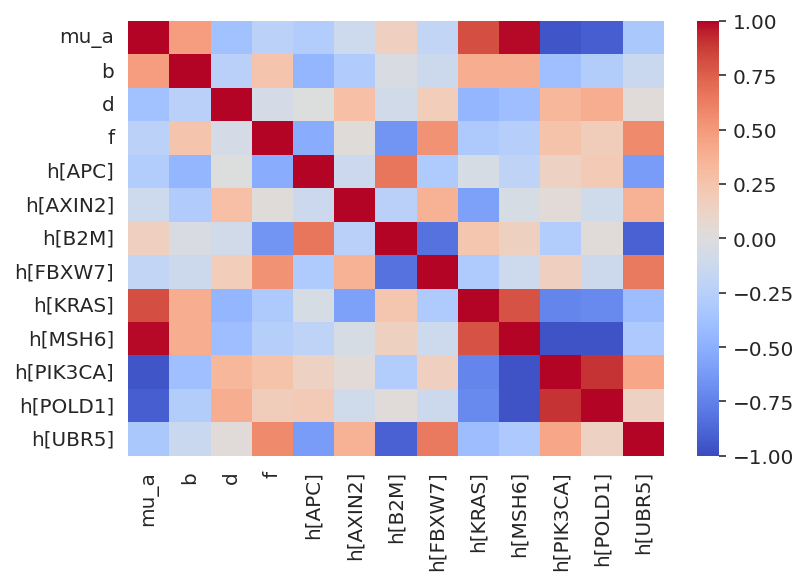 mu_a
b
d
f
h[APC]
h[AXIN2]
h[B2M]
h[FBXW7]
h[KRAS]
h[MSH6]
h[PIK3CA]
h[POLD1]
h[UBR5]
mu_a
b
d
f
h[APC]
h[AXIN2]
h[B2M]
h[FBXW7]
h[KRAS]
h[MSH6]
h[PIK3CA]
h[POLD1]
h[UBR5]
1.00
0.75
0.50
0.25
0.00
−0.25
−0.50
−0.75
−1.00